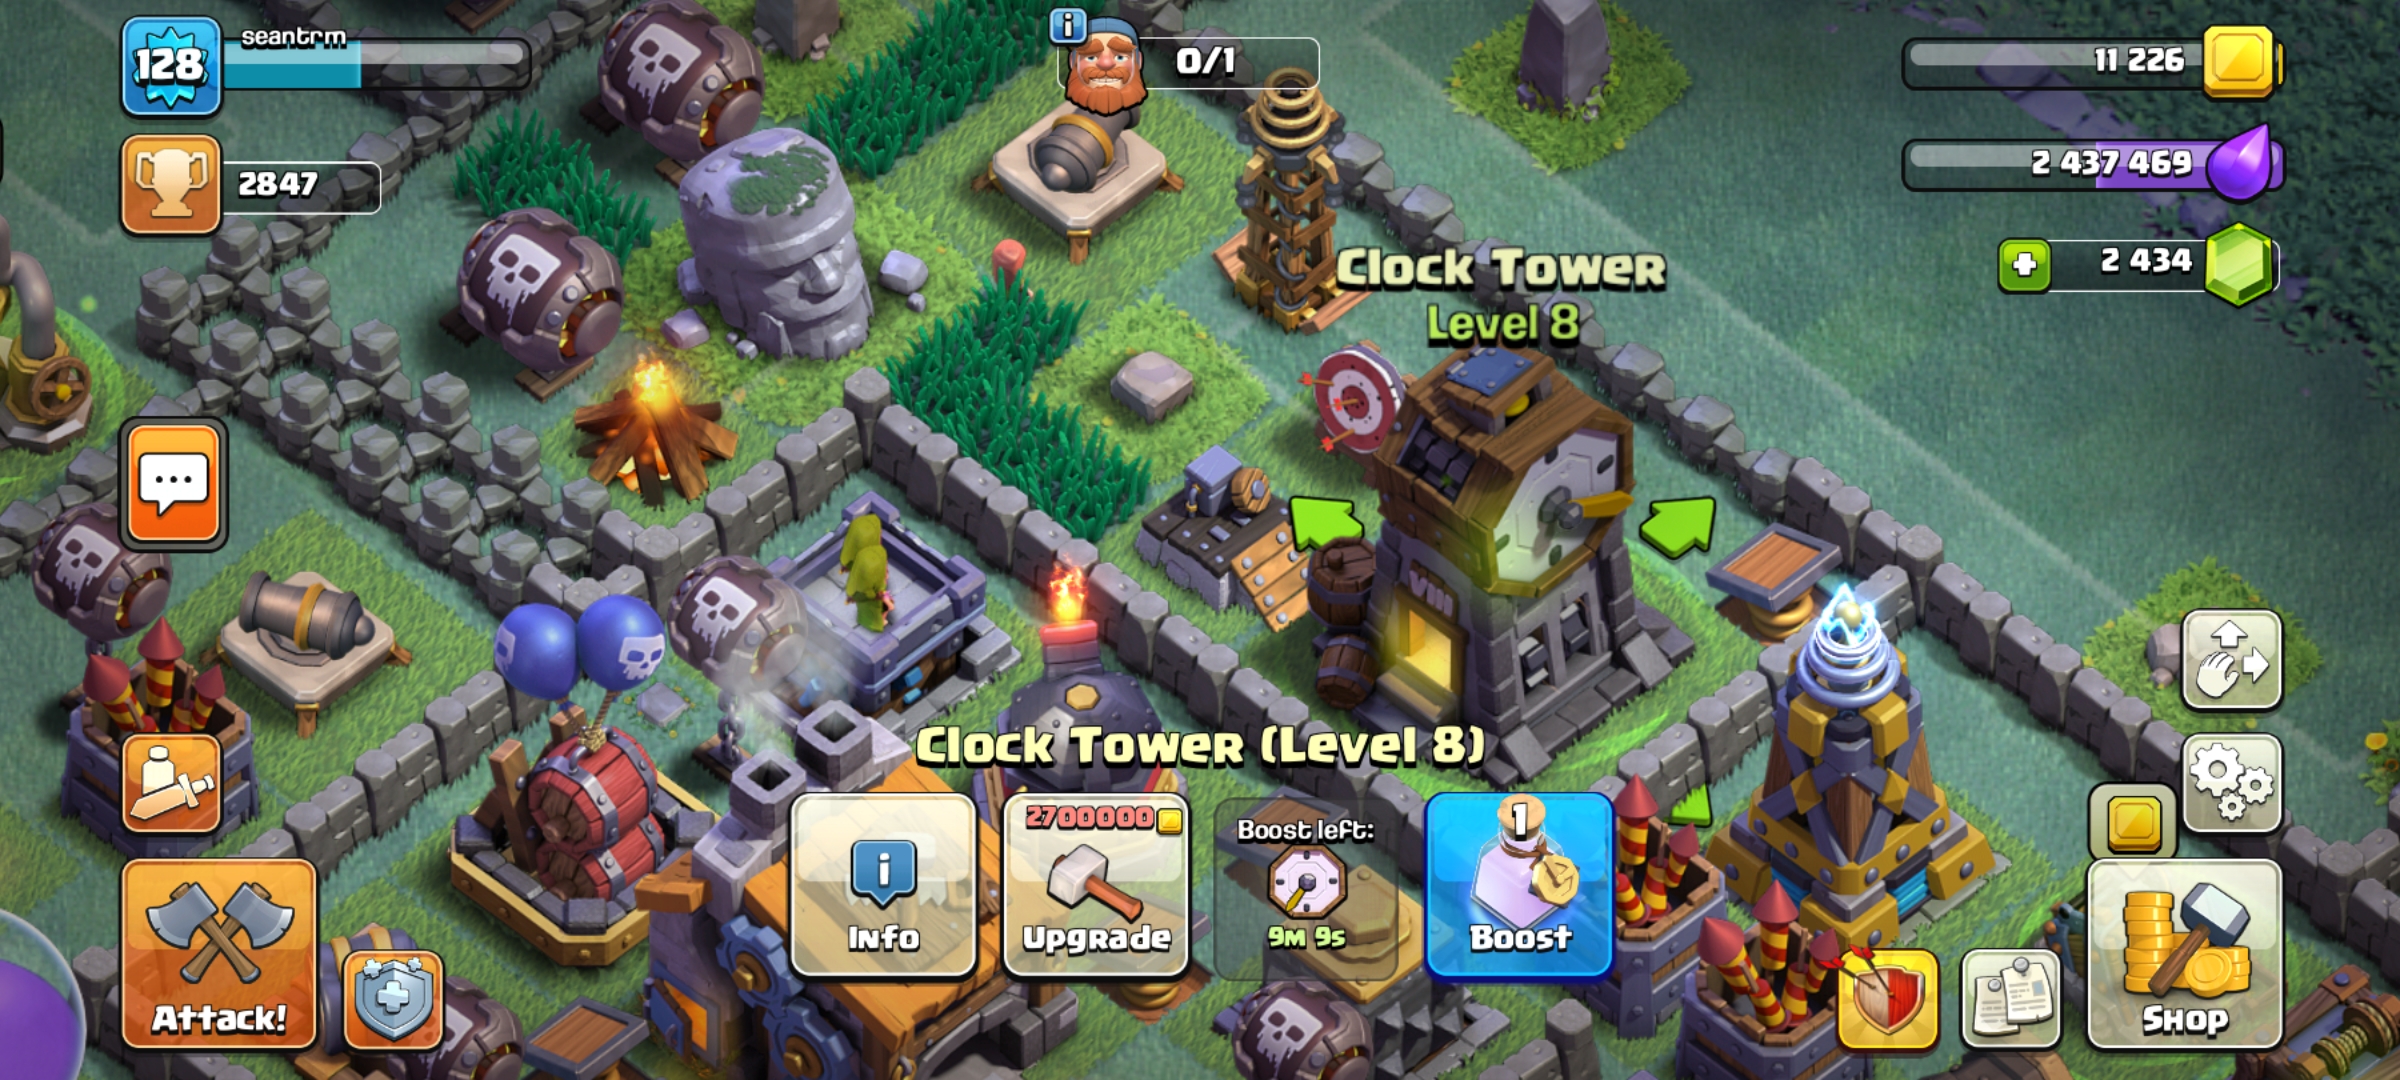 128
seantrm
0/1
11 226
2847
2 437 469
2 434
Clock Tower
Level 8
VIII
Clock Tower (Level 8)
Info
2700000
Upgrade
Boost left:
9M 9s
1
Boost
Attack!
Shop